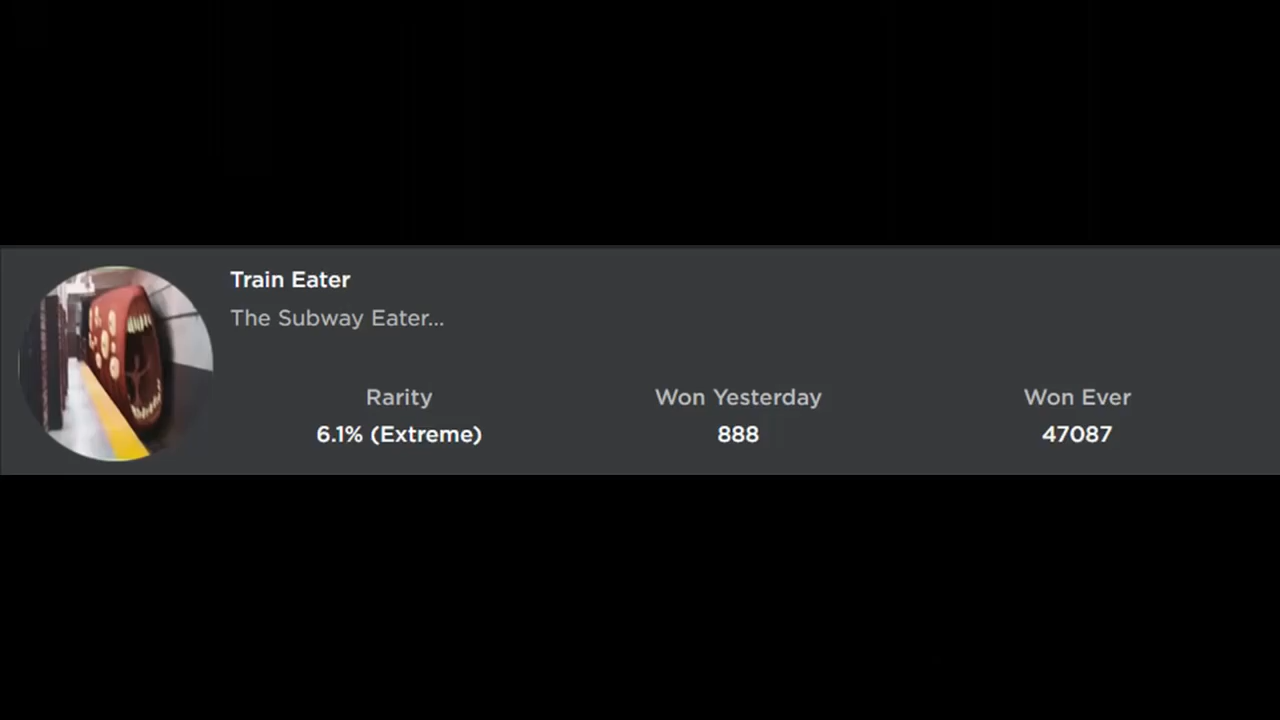 Train Eater
The Subway Eater...
Rarity
Won Yesterday
Won Ever
6.1% (Extreme)
888
47087